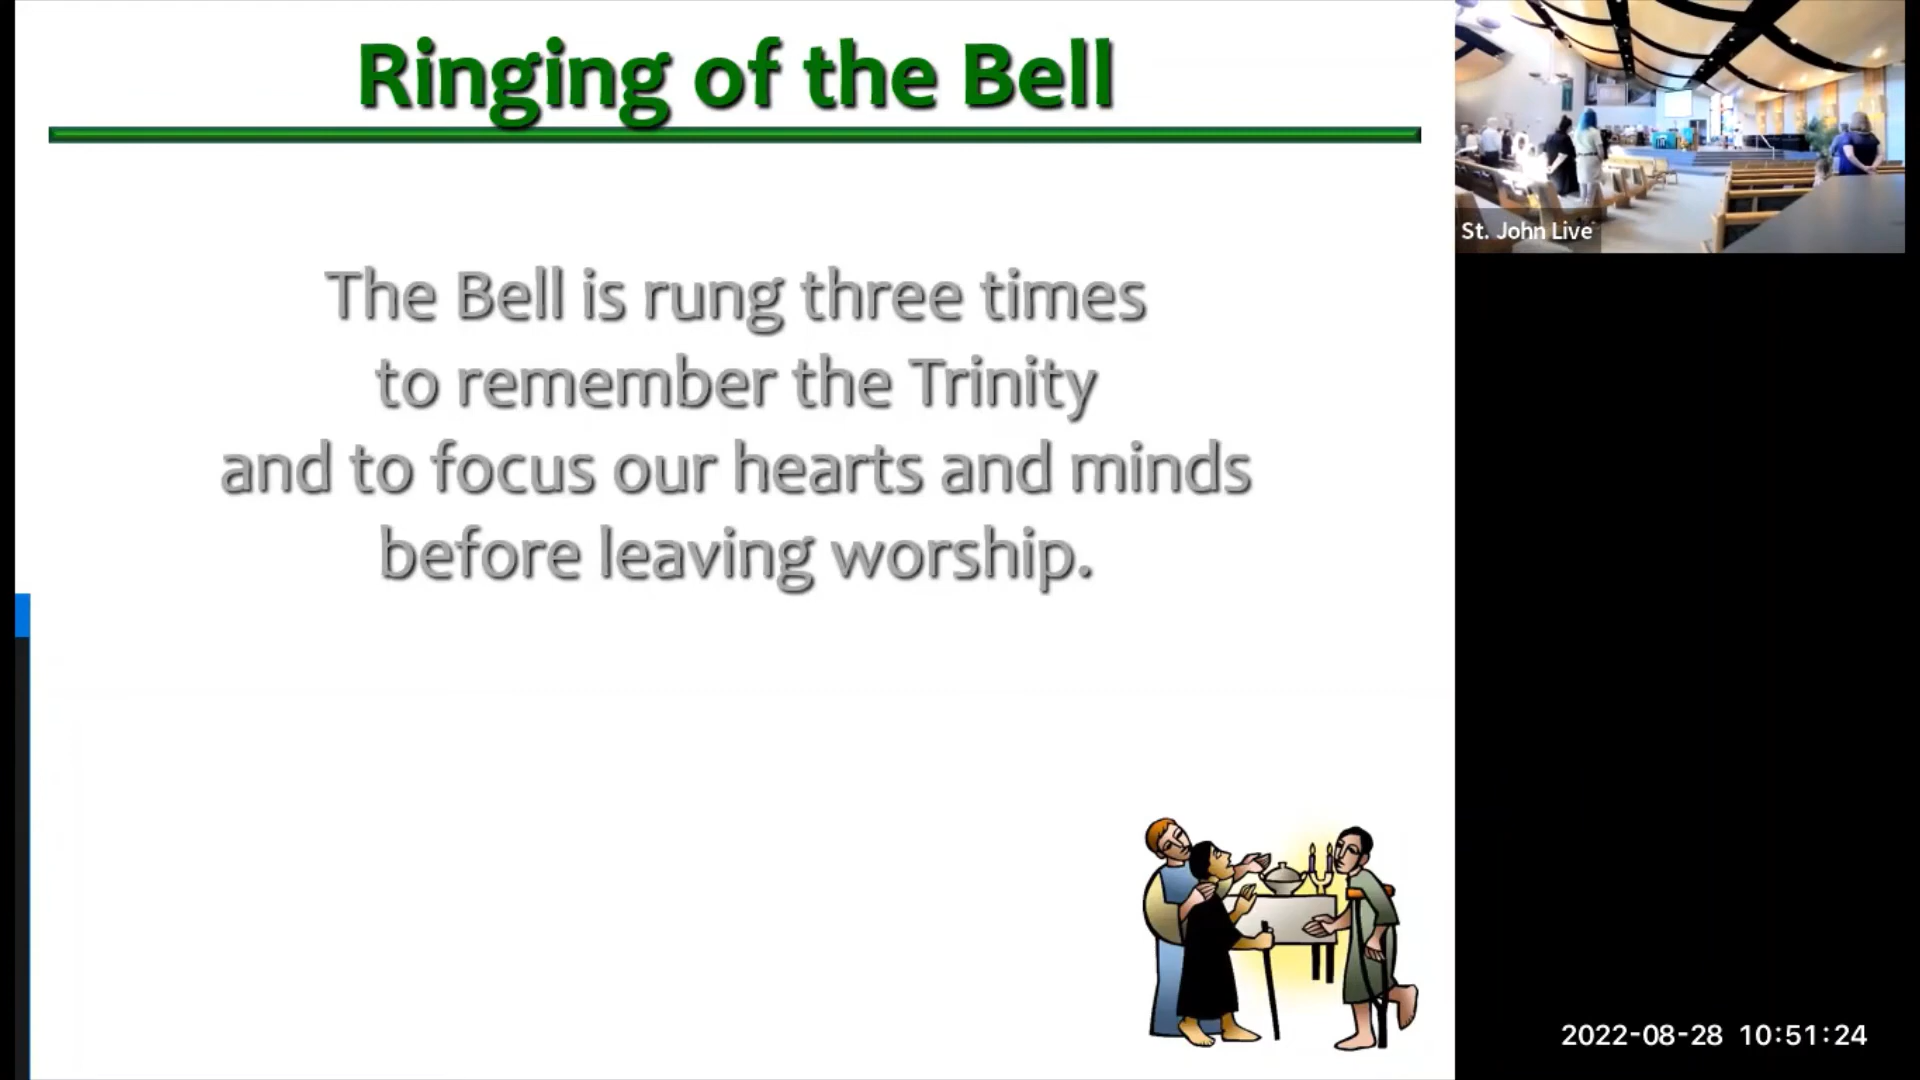 Ringing of the Bell
The Bell is rung three times
to remember the Trinity
and to focus our hearts and minds
before leaving worship.
St. John Live
2022-08-28 10:51:24